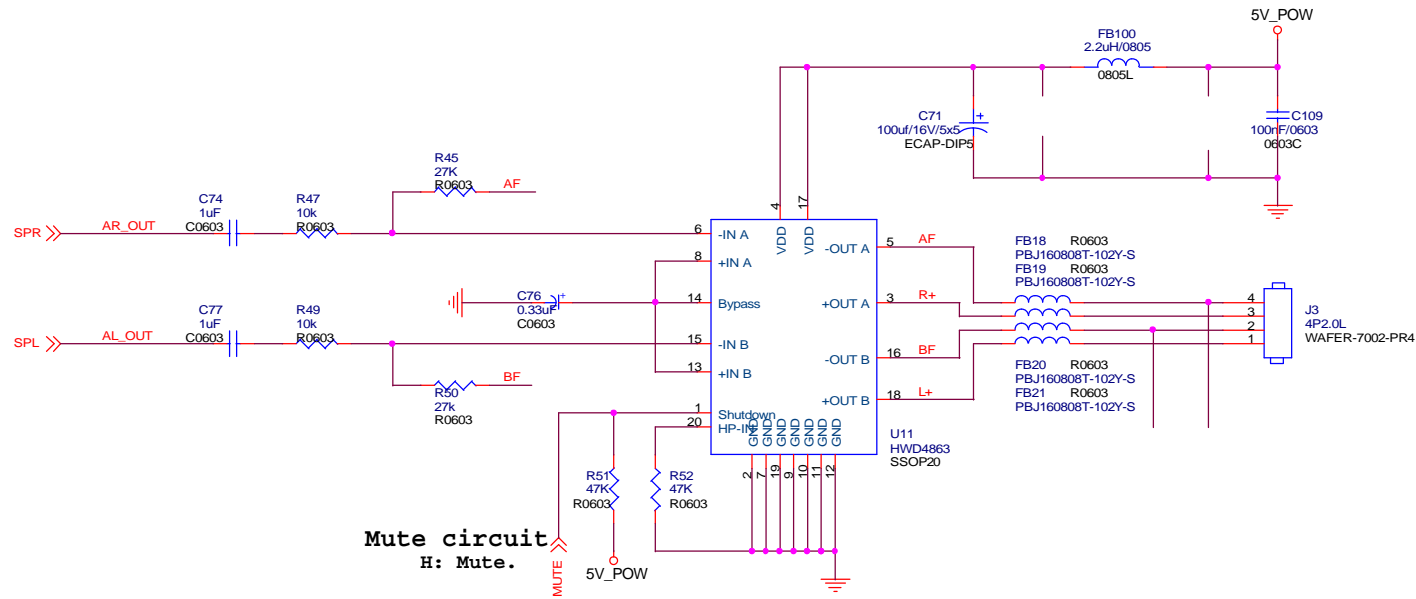 5V_POW
FB100
2.2uH/0805
0805L
C71
100uf/16V/5x5
ECAP-DIP5
C109
100nF/0603
0603C
R45
27K
R0603
AF
C74
1uF
C0603
R47
10k
R0603
SPR
AR_OUT
4
17
VDD
VDD
6
-IN A
8
+IN A
14
Bypass
15
-IN B
13
+IN B
1
Shutdown
20
HP-IN
-OUT A
5
AF
+OUT A
3
R+
-OUT B
16
BF
+OUT B
18
L+
GND
GND
GND
GND
GND
GND
GND
2
7
19
9
10
11
12
U11
HWD4863
SSOP20
FB18 R0603
PBJ160808T-102Y-S
FB19 R0603
PBJ160808T-102Y-S
FB20 R0603
PBJ160808T-102Y-S
FB21 R0603
PBJ160808T-102Y-S
4
3
2
1
J3
4P2.0L
WAFER-7002-PR4
C76
0.33uF
C0603
+
C77
1uF
C0603
R49
10k
R0603
SPL
AL_OUT
BF
R50
27k
R0603
R51
47K
R0603
R52
47K
R0603
Mute circuit
H: Mute.
MUTE
5V_POW